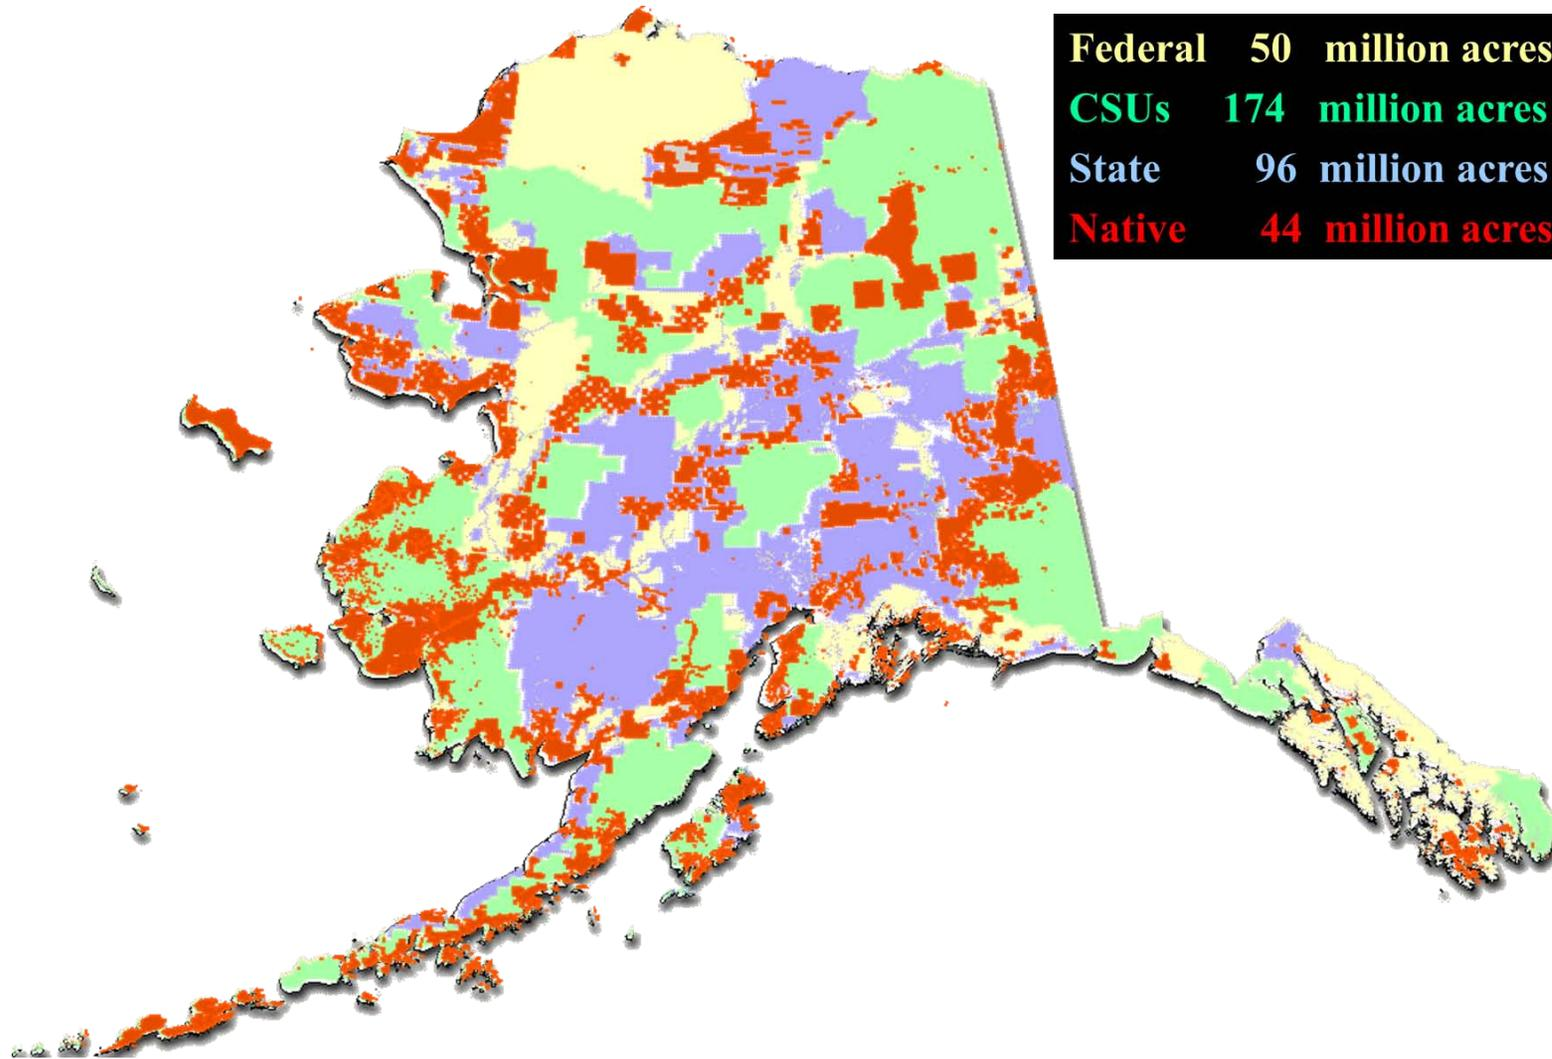 Federal 50 million acres
CSUs 174 million acres
State 96 million acres
Native 44 million acres